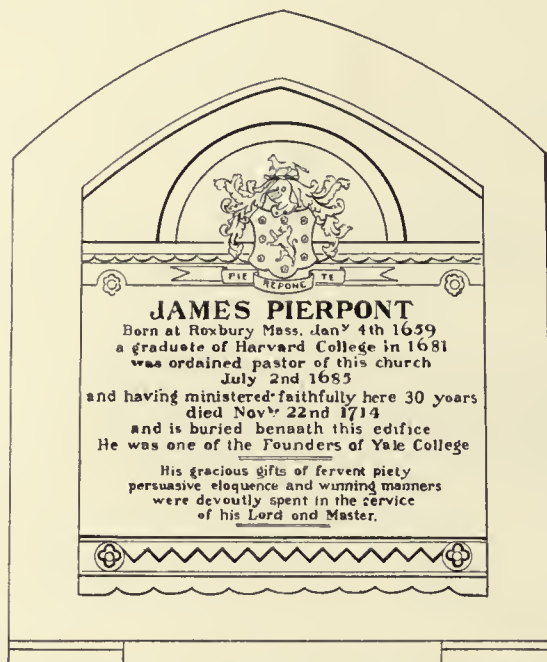 PIE REPONE TE
JAMES PIERPONT
Born at Roxbury Mass. Janʸ 4th 1659
a graduate of Harvard College in 1681
was ordained pastor of this church
July 2nd 1685
and having ministered faithfully here 30 years
died Novʳ 22nd 1714
and is buried benaath this edifice
He was one of the Founders of Yale College
His gracious gifts of fervent piety
persuasive eloquence and winning manners
were devoutly spent in the service
of his Lord and Master.